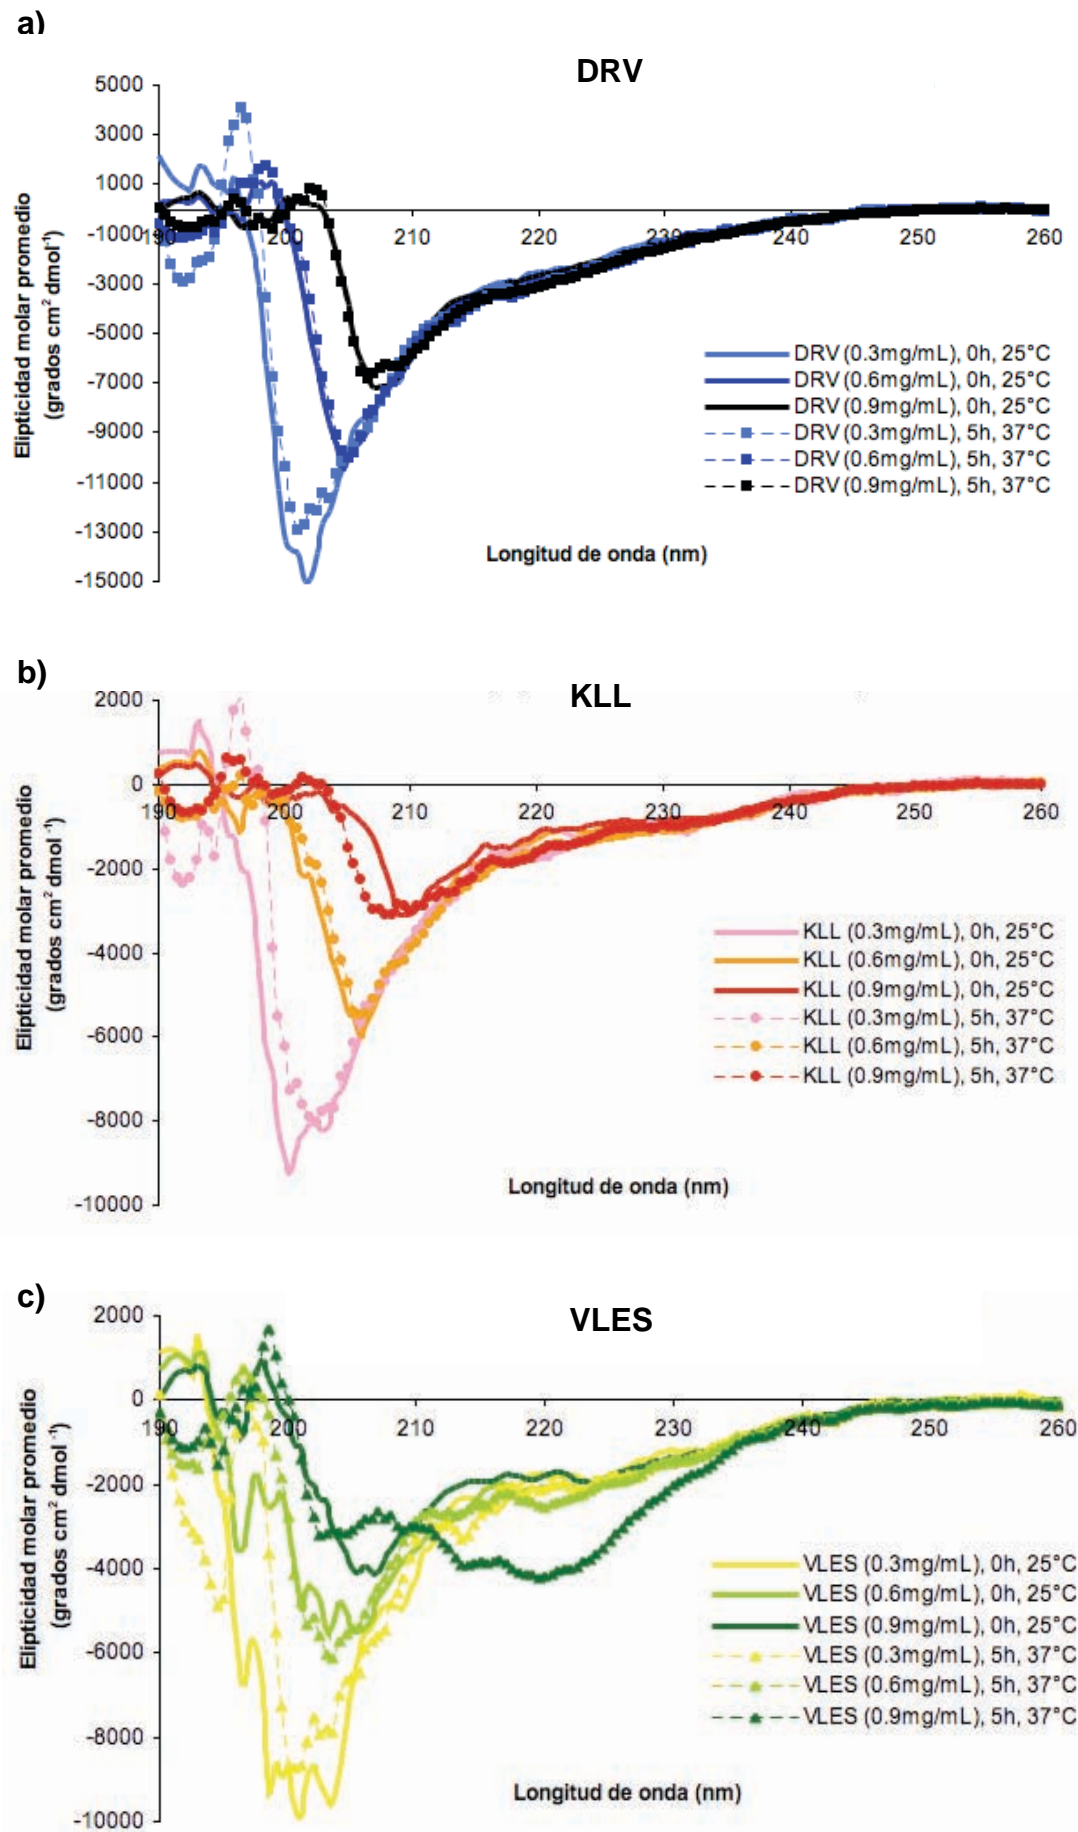 a)
DRV
5000
3000
1000
-1000
-3000
-5000
-7000
-9000
-11000
-13000
-15000
190 200 210 220 230 240 250 260
Elipticidad molar promedio
(grados cm² dmol⁻¹)
Longitud de onda (nm)
DRV (0.3mg/mL), 0h, 25°C
DRV (0.6mg/mL), 0h, 25°C
DRV (0.9mg/mL), 0h, 25°C
DRV (0.3mg/mL), 5h, 37°C
DRV (0.6mg/mL), 5h, 37°C
DRV (0.9mg/mL), 5h, 37°C
b)
KLL
2000
0
-2000
-4000
-6000
-8000
-10000
190 200 210 220 230 240 250 260
Elipticidad molar promedio
(grados cm² dmol⁻¹)
Longitud de onda (nm)
KLL (0.3mg/mL), 0h, 25°C
KLL (0.6mg/mL), 0h, 25°C
KLL (0.9mg/mL), 0h, 25°C
KLL (0.3mg/mL), 5h, 37°C
KLL (0.6mg/mL), 5h, 37°C
KLL (0.9mg/mL), 5h, 37°C
c)
VLES
2000
0
-2000
-4000
-6000
-8000
-10000
190 200 210 220 230 240 250 260
Elipticidad molar promedio
(grados cm² dmol⁻¹)
Longitud de onda (nm)
VLES (0.3mg/mL), 0h, 25°C
VLES (0.6mg/mL), 0h, 25°C
VLES (0.9mg/mL), 0h, 25°C
VLES (0.3mg/mL), 5h, 37°C
VLES (0.6mg/mL), 5h, 37°C
VLES (0.9mg/mL), 5h, 37°C